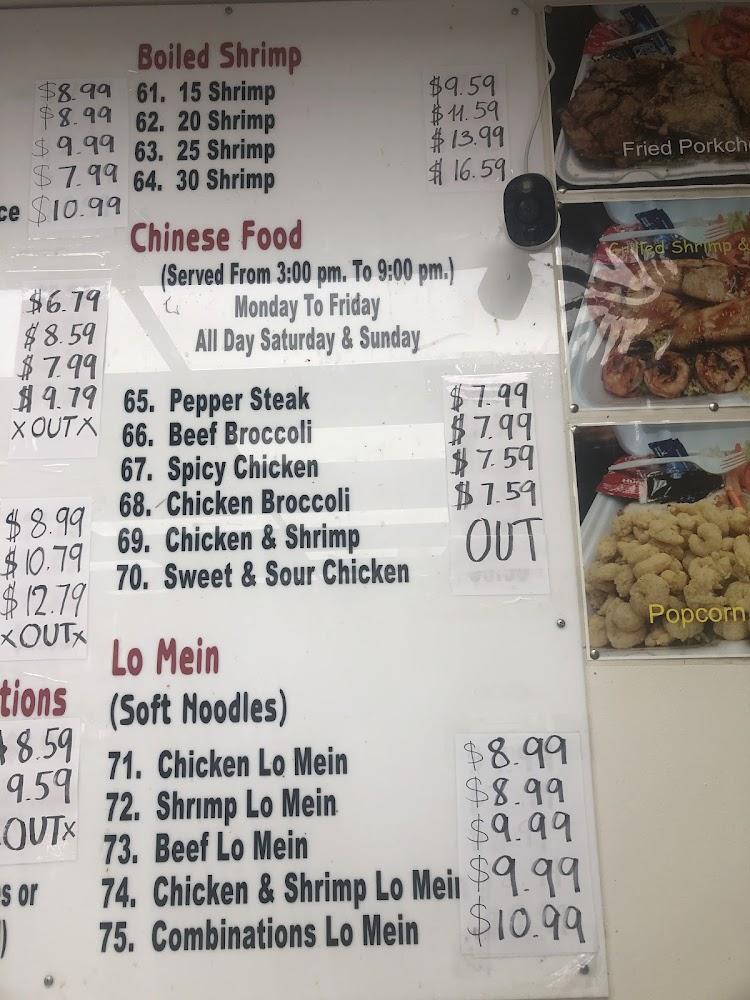 Boiled Shrimp
61. 15 Shrimp $9.59
62. 20 Shrimp $11.59
63. 25 Shrimp $13.99
64. 30 Shrimp $16.59
$8.99
$8.99
$9.99
$7.99
ce $10.99
Chinese Food
(Served From 3:00 pm. To 9:00 pm.)
Monday To Friday
All Day Saturday & Sunday
$6.79
$8.59
$7.99
$9.79
XOUTX
65. Pepper Steak $7.99
66. Beef Broccoli $7.99
67. Spicy Chicken $7.59
68. Chicken Broccoli $7.59
69. Chicken & Shrimp OUT
70. Sweet & Sour Chicken
$8.99
$10.79
$12.79
XOUTX
Lo Mein
(Soft Noodles)
71. Chicken Lo Mein $8.99
72. Shrimp Lo Mein $8.99
73. Beef Lo Mein $9.99
74. Chicken & Shrimp Lo Mein $9.99
75. Combinations Lo Mein $10.99
tions
8.59
9.59
OUTX
s or
)
Fried Porkch
Grilled Shrimp &
Popcorn